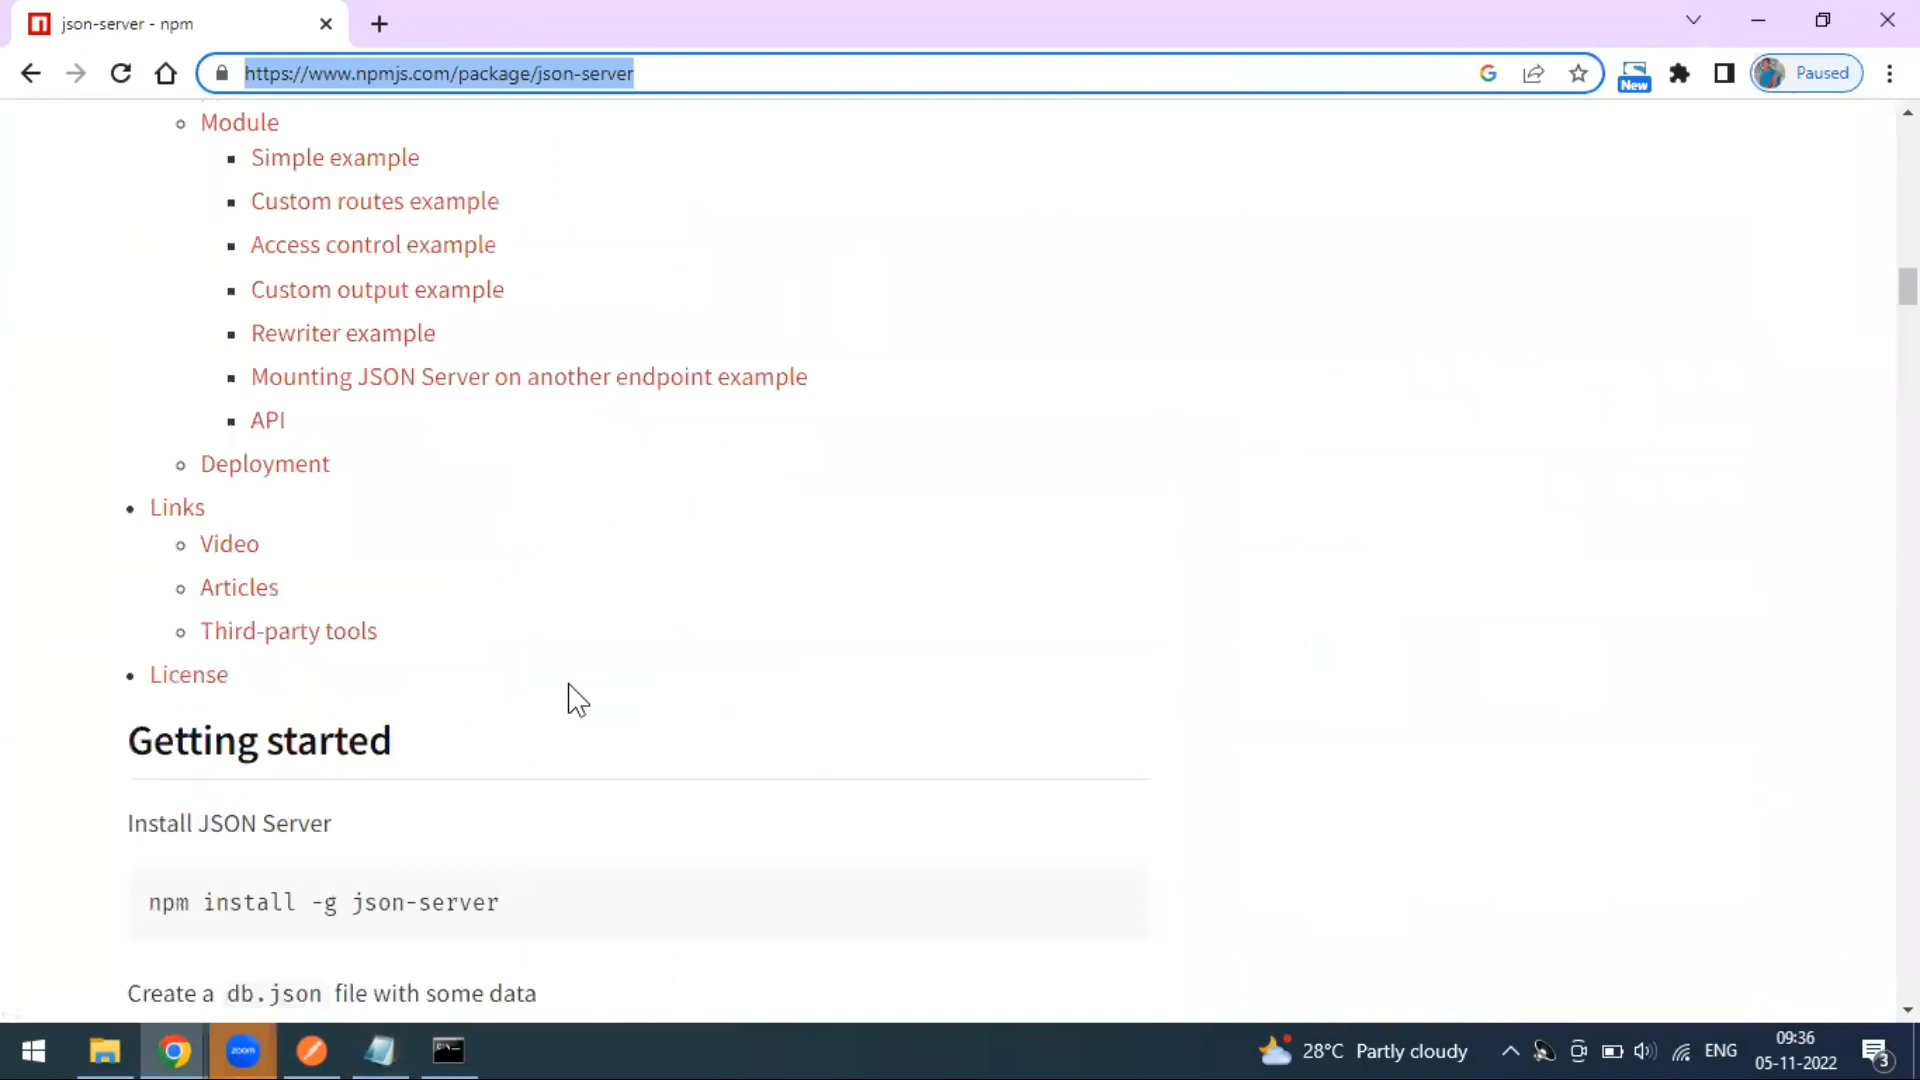 json-server - npm
https://www.npmjs.com/package/json-server
New
Paused
Module
Simple example
Custom routes example
Access control example
Custom output example
Rewriter example
Mounting JSON Server on another endpoint example
API
Deployment
Links
Video
Articles
Third-party tools
License
Getting started
Install JSON Server
npm install -g json-server
Create a db.json file with some data
zoom
28°C Partly cloudy
ENG
09:36
05-11-2022
3